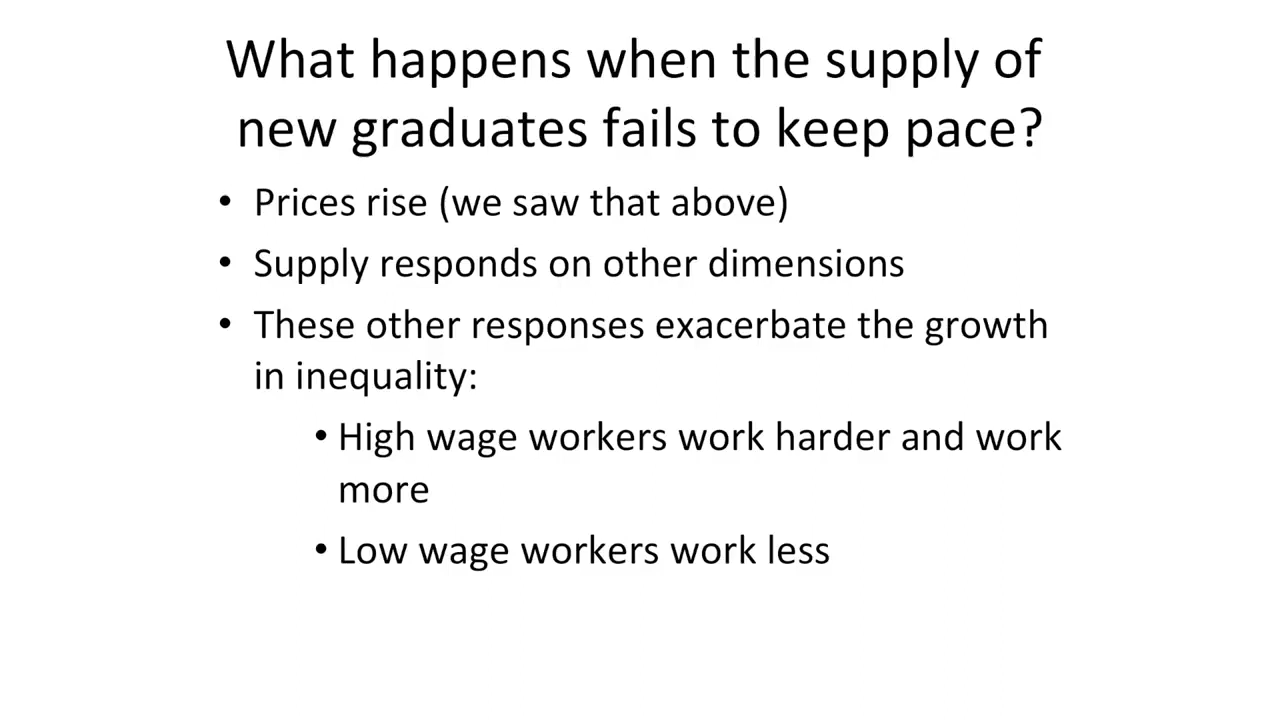 What happens when the supply of
new graduates fails to keep pace?
• Prices rise (we saw that above)
• Supply responds on other dimensions
• These other responses exacerbate the growth
in inequality:
• High wage workers work harder and work
more
• Low wage workers work less